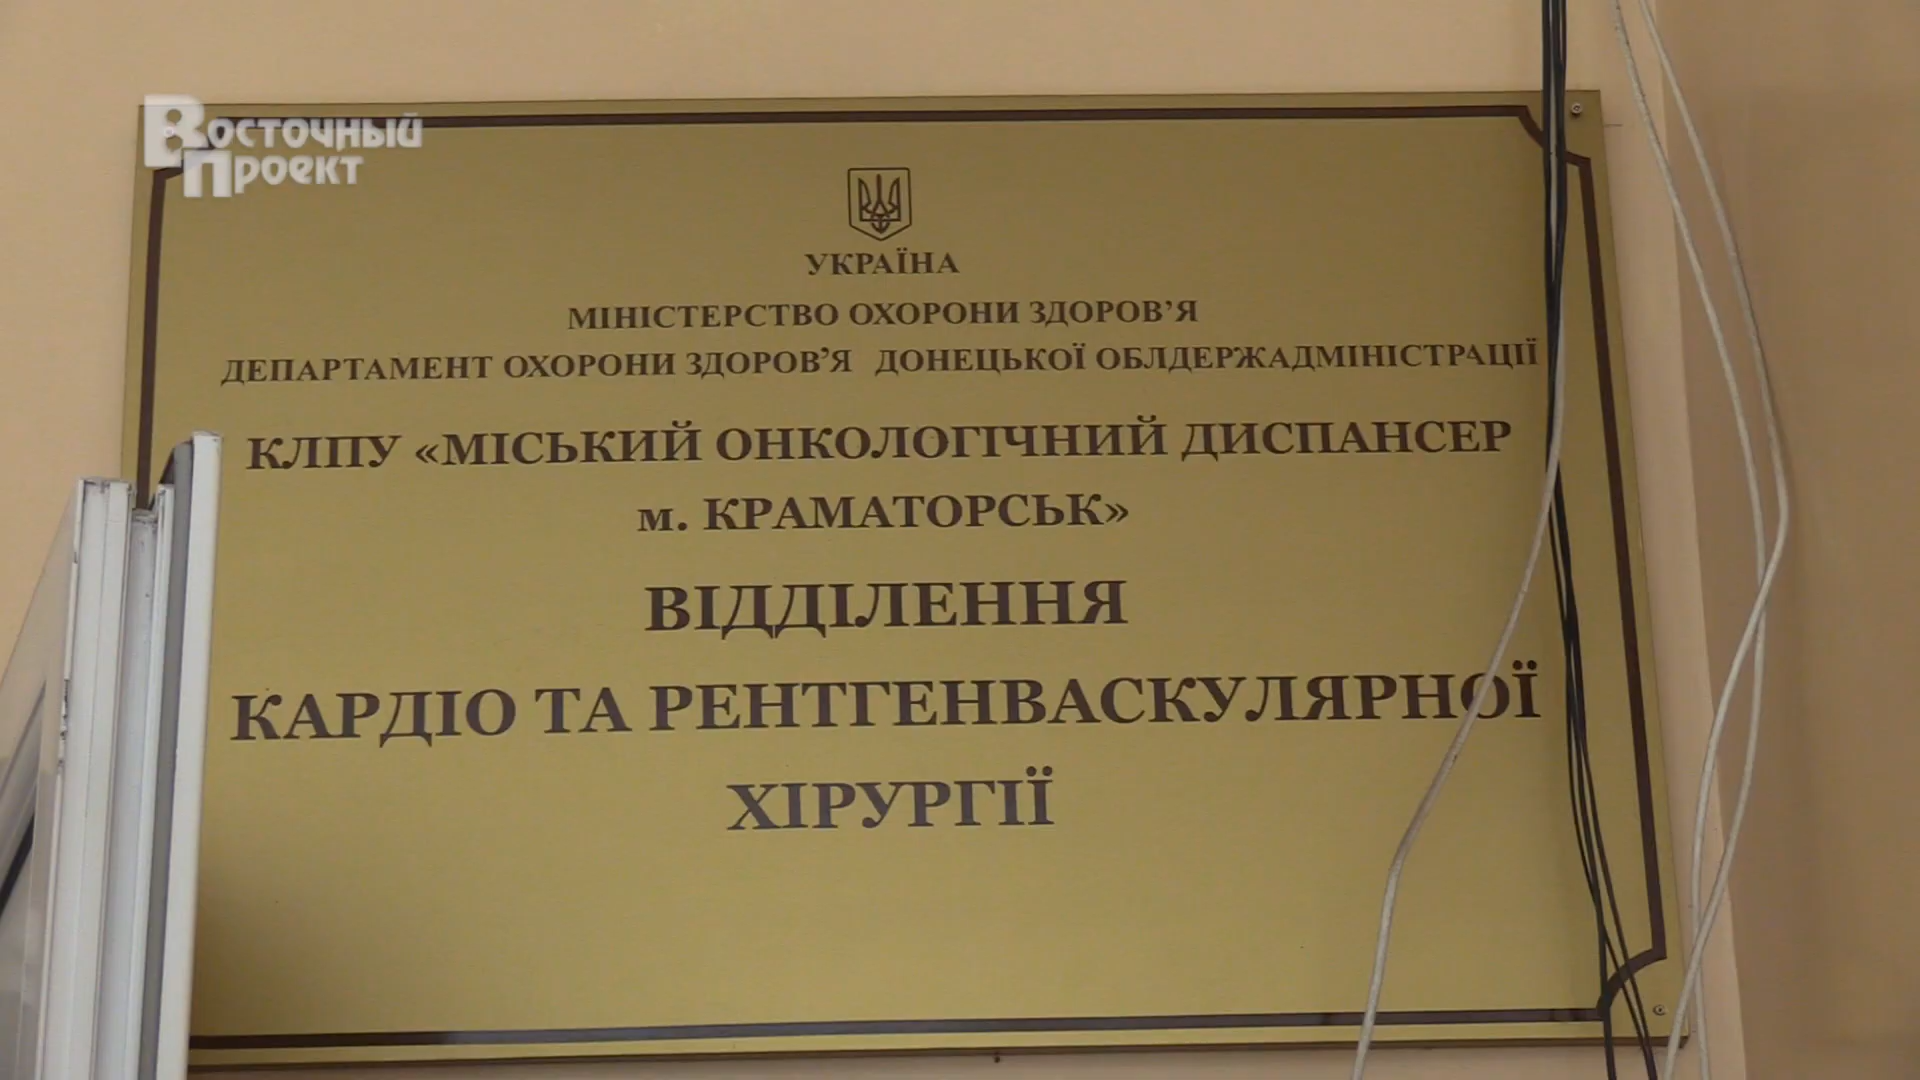 Восточный
Проект
УКРАЇНА
МІНІСТЕРСТВО ОХОРОНИ ЗДОРОВ’Я
ДЕПАРТАМЕНТ ОХОРОНИ ЗДОРОВ’Я ДОНЕЦЬКОЇ ОБЛДЕРЖАДМІНІСТРАЦІЇ
КЛПУ «МІСЬКИЙ ОНКОЛОГІЧНИЙ ДИСПАНСЕР
м. КРАМАТОРСЬК»
ВІДДІЛЕННЯ
КАРДІО ТА РЕНТГЕНВАСКУЛЯРНОЇ
ХІРУРГІЇ